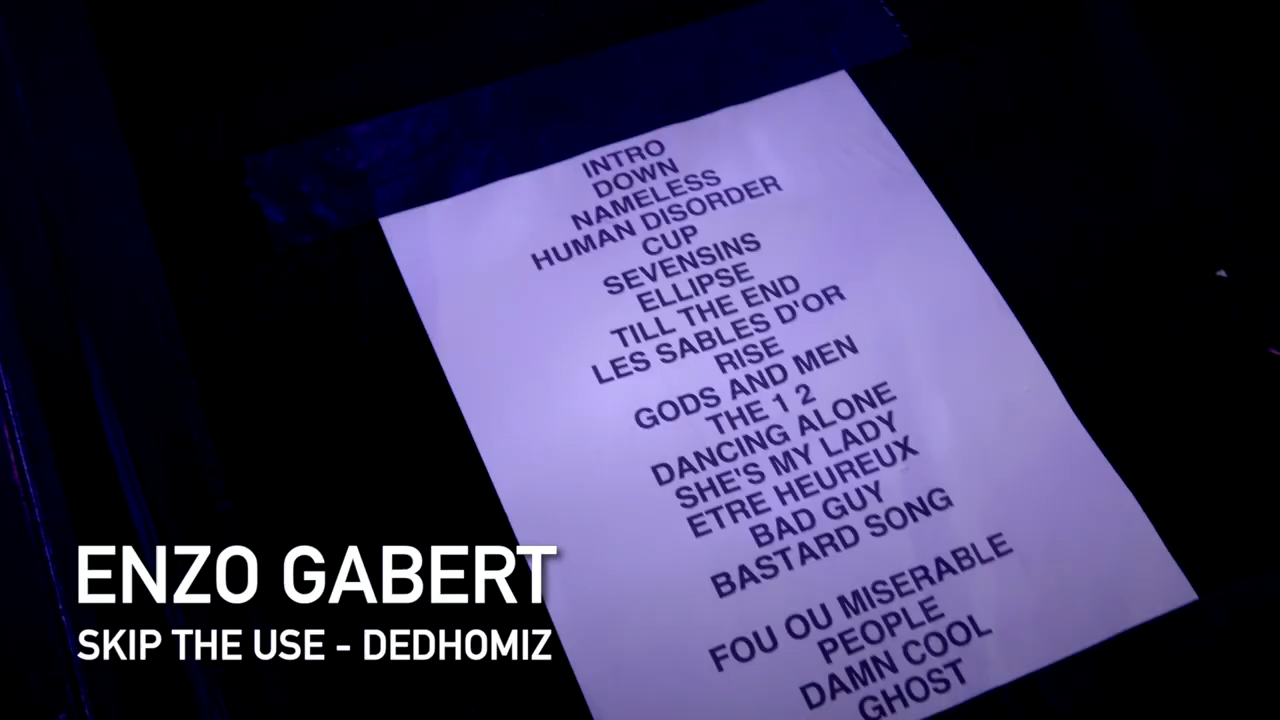 INTRO
DOWN
NAMELESS
HUMAN DISORDER
CUP
SEVENSINS
ELLIPSE
TILL THE END
LES SABLES D'OR
RISE
GODS AND MEN
THE 1 2
DANCING ALONE
SHE'S MY LADY
ETRE HEUREUX
BAD GUY
BASTARD SONG
FOU OU MISERABLE
PEOPLE
DAMN COOL
GHOST
ENZO GABERT
SKIP THE USE - DEDHOMIZ